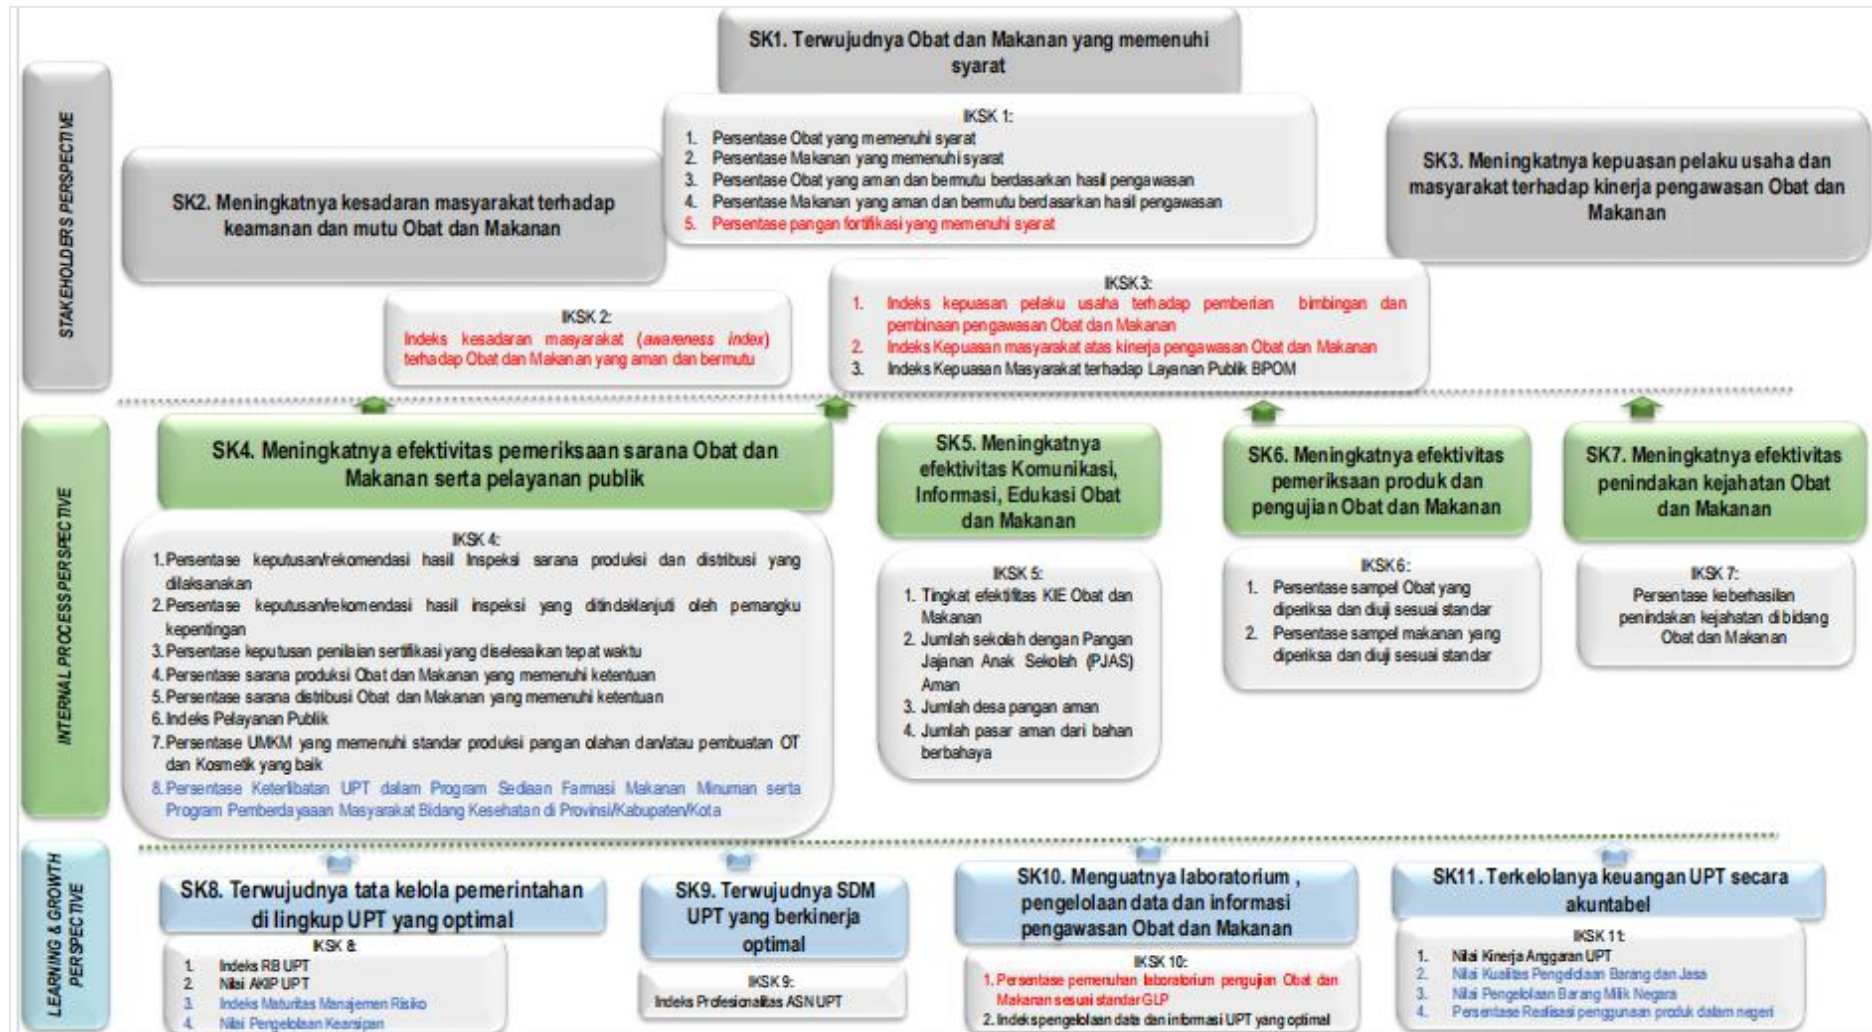 STAKEHOLDERS PERSPECTIVE
SK1. Terwujudnya Obat dan Makanan yang memenuhi
syarat
IKSK 1:
1. Persentase Obat yang memenuhi syarat
2. Persentase Makanan yang memenuhi syarat
3. Persentase Obat yang aman dan bermutu berdasarkan hasil pengawasan
4. Persentase Makanan yang aman dan bermutu berdasarkan hasil pengawasan
5. Persentase pangan fortifikasi yang memenuhi syarat
SK2. Meningkatnya kesadaran masyarakat terhadap
keamanan dan mutu Obat dan Makanan
IKSK 2:
Indeks kesadaran masyarakat (awareness index)
terhadap Obat dan Makanan yang aman dan bermutu
SK3. Meningkatnya kepuasan pelaku usaha dan
masyarakat terhadap kinerja pengawasan Obat dan
Makanan
IKSK 3:
1. Indeks kepuasan pelaku usaha terhadap pemberian bimbingan dan
pembinaan pengawasan Obat dan Makanan
2. Indeks Kepuasan masyarakat atas kinerja pengawasan Obat dan Makanan
3. Indeks Kepuasan Masyarakat terhadap Layanan Publik BPOM
INTERNAL PROCESS PERSPECTIVE
SK4. Meningkatnya efektivitas pemeriksaan sarana Obat dan
Makanan serta pelayanan publik
IKSK 4:
1. Persentase keputusan/rekomendasi hasil Inspeksi sarana produksi dan distribusi yang
dilaksanakan
2. Persentase keputusan/rekomendasi hasil inspeksi yang ditindaklanjuti oleh pemangku
kepentingan
3. Persentase keputusan penilaian sertifikasi yang diselesaikan tepat waktu
4. Persentase sarana produksi Obat dan Makanan yang memenuhi ketentuan
5. Persentase sarana distribusi Obat dan Makanan yang memenuhi ketentuan
6. Indeks Pelayanan Publik
7. Persentase UMKM yang memenuhi standar produksi pangan olahan dan/atau pembuatan OT
dan Kosmetik yang baik
8. Persentase Keterlibatan UPT dalam Program Sediaan Farmasi Makanan Minuman serta
Program Pemberdayaaan Masyarakat Bidang Kesehatan di Provinsi/Kabupaten/Kota
SK5. Meningkatnya
efektivitas Komunikasi,
Informasi, Edukasi Obat
dan Makanan
IKSK 5:
1. Tingkat efektifitas KIE Obat dan
Makanan
2. Jumlah sekolah dengan Pangan
Jajanan Anak Sekolah (PJAS)
Aman
3. Jumlah desa pangan aman
4. Jumlah pasar aman dari bahan
berbahaya
SK6. Meningkatnya efektivitas
pemeriksaan produk dan
pengujian Obat dan Makanan
IKSK 6:
1. Persentase sampel Obat yang
diperiksa dan diuji sesuai standar
2. Persentase sampel makanan yang
diperiksa dan diuji sesuai standar
SK7. Meningkatnya efektivitas
penindakan kejahatan Obat
dan Makanan
IKSK 7:
Persentase keberhasilan
penindakan kejahatan dibidang
Obat dan Makanan
LEARNING & GROWTH
PERSPECTIVE
SK8. Terwujudnya tata kelola pemerintahan
di lingkup UPT yang optimal
IKSK 8:
1. Indeks RB UPT
2. Nilai AKIP UPT
3. Indeks Maturitas Manajemen Risiko
4. Nilai Pengelolaan Kearsipan
SK9. Terwujudnya SDM
UPT yang berkinerja
optimal
IKSK 9:
Indeks Profesionalitas ASN UPT
SK10. Menguatnya laboratorium ,
pengelolaan data dan informasi
pengawasan Obat dan Makanan
IKSK 10:
1. Persentase pemenuhan laboratorium pengujian Obat dan
Makanan sesuai standar GLP
2. Indeks pengelolaan data dan informasi UPT yang optimal
SK11. Terkelolanya keuangan UPT secara
akuntabel
IKSK 11:
1. Nilai Kinerja Anggaran UPT
2. Nilai Kualitas Pengelolaan Barang dan Jasa
3. Nilai Pengelolaan Barang Milik Negara
4. Persentase Realisasi penggunaan produk dalam negeri